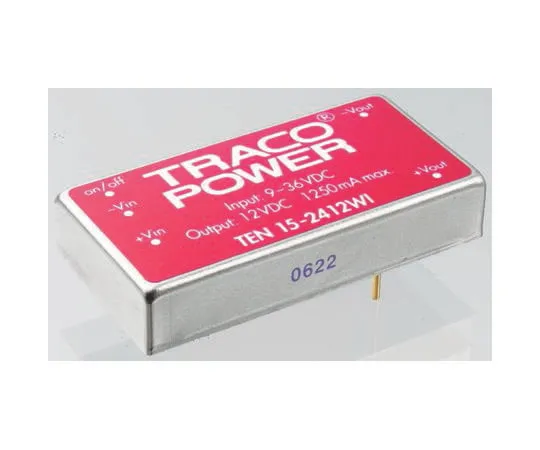 TRACO ®
POWER
Input: 9-36VDC
Output: 12VDC 1250mA max.
TEN 15-2412WI
on/off
-Vin
+Vin
-Vout
+Vout
0622